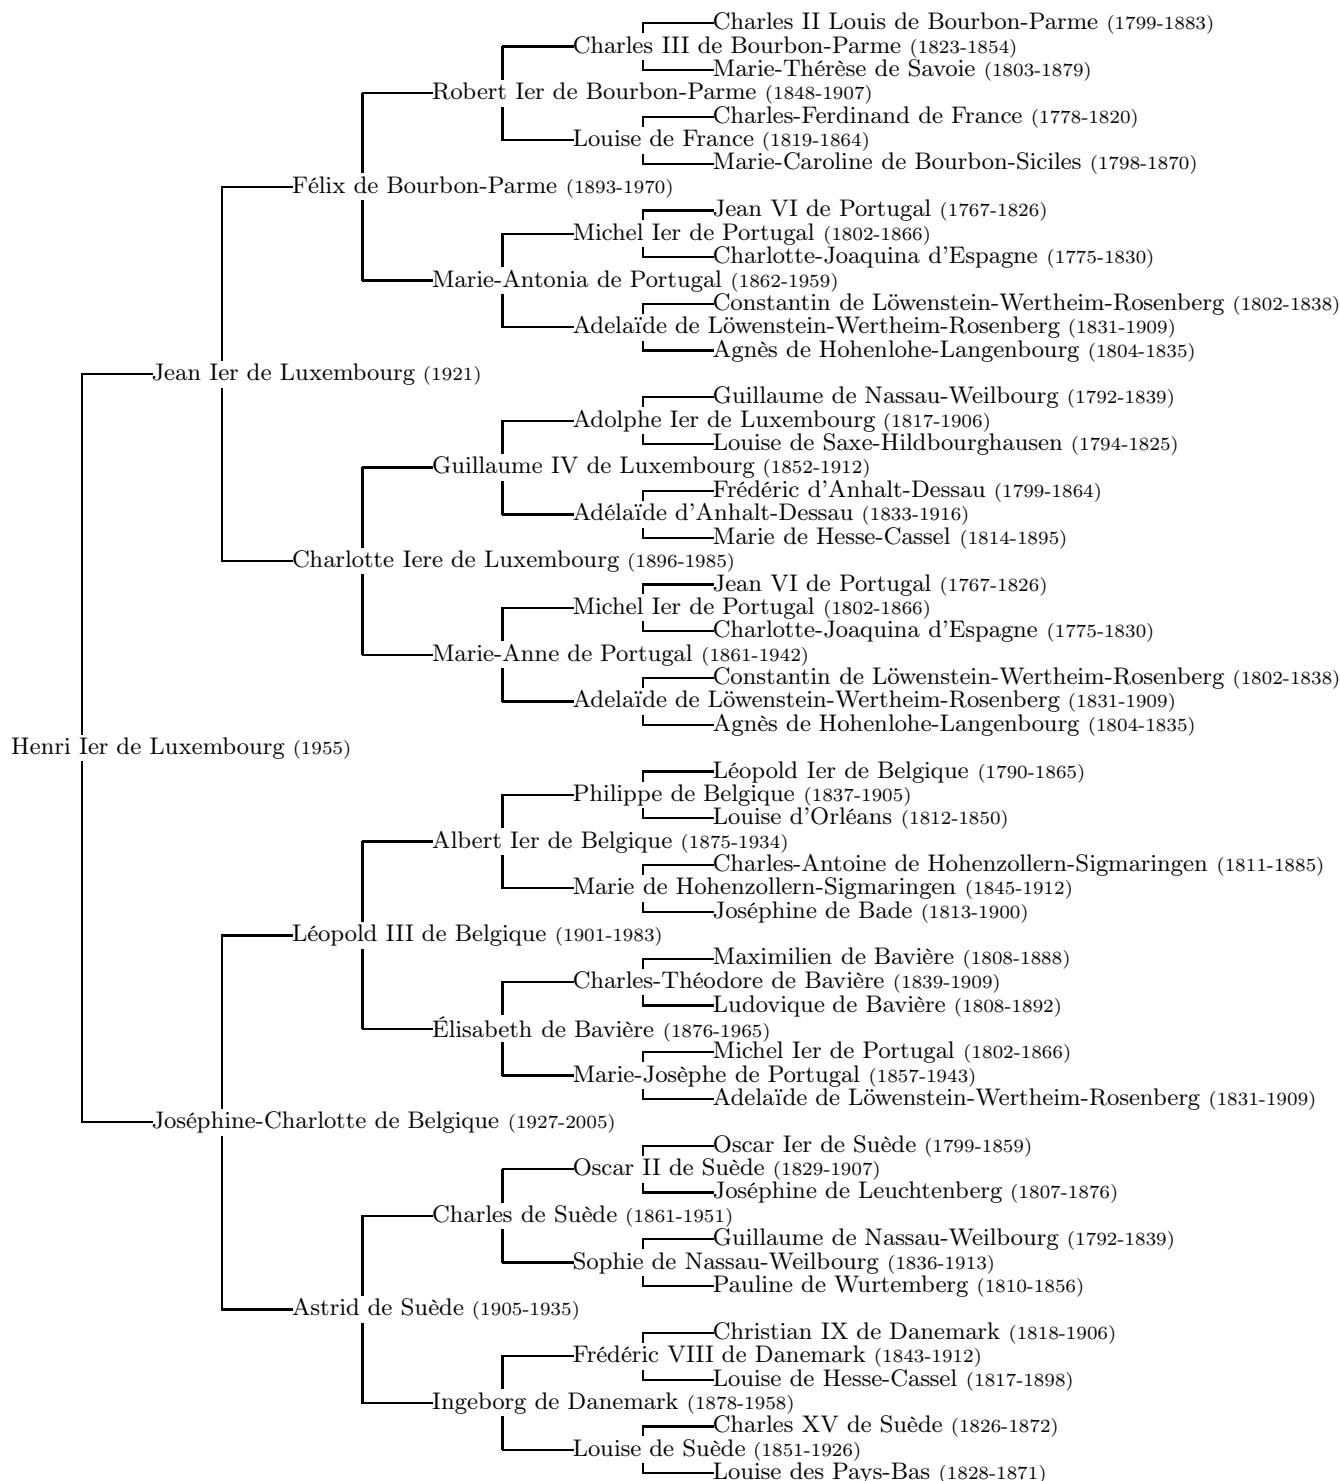 Charles II Louis de Bourbon-Parme (1799-1883)
Charles III de Bourbon-Parme (1823-1854)
Marie-Thérèse de Savoie (1803-1879)
Robert Ier de Bourbon-Parme (1848-1907)
Charles-Ferdinand de France (1778-1820)
Louise de France (1819-1864)
Marie-Caroline de Bourbon-Siciles (1798-1870)
Félix de Bourbon-Parme (1893-1970)
Jean VI de Portugal (1767-1826)
Michel Ier de Portugal (1802-1866)
Charlotte-Joaquina d'Espagne (1775-1830)
Marie-Antonia de Portugal (1862-1959)
Constantin de Löwenstein-Wertheim-Rosenberg (1802-1838)
Adelaïde de Löwenstein-Wertheim-Rosenberg (1831-1909)
Agnès de Hohenlohe-Langenbourg (1804-1835)
Jean Ier de Luxembourg (1921)
Guillaume de Nassau-Weilbourg (1792-1839)
Adolphe Ier de Luxembourg (1817-1906)
Louise de Saxe-Hildbourghausen (1794-1825)
Guillaume IV de Luxembourg (1852-1912)
Frédéric d'Anhalt-Dessau (1799-1864)
Adélaïde d'Anhalt-Dessau (1833-1916)
Marie de Hesse-Cassel (1814-1895)
Charlotte Iere de Luxembourg (1896-1985)
Jean VI de Portugal (1767-1826)
Michel Ier de Portugal (1802-1866)
Charlotte-Joaquina d'Espagne (1775-1830)
Marie-Anne de Portugal (1861-1942)
Constantin de Löwenstein-Wertheim-Rosenberg (1802-1838)
Adelaïde de Löwenstein-Wertheim-Rosenberg (1831-1909)
Agnès de Hohenlohe-Langenbourg (1804-1835)
Henri Ier de Luxembourg (1955)
Léopold Ier de Belgique (1790-1865)
Philippe de Belgique (1837-1905)
Louise d'Orléans (1812-1850)
Albert Ier de Belgique (1875-1934)
Charles-Antoine de Hohenzollern-Sigmaringen (1811-1885)
Marie de Hohenzollern-Sigmaringen (1845-1912)
Joséphine de Bade (1813-1900)
Léopold III de Belgique (1901-1983)
Maximilien de Bavière (1808-1888)
Charles-Théodore de Bavière (1839-1909)
Ludovique de Bavière (1808-1892)
Élisabeth de Bavière (1876-1965)
Michel Ier de Portugal (1802-1866)
Marie-Josèphe de Portugal (1857-1943)
Adelaïde de Löwenstein-Wertheim-Rosenberg (1831-1909)
Joséphine-Charlotte de Belgique (1927-2005)
Oscar Ier de Suède (1799-1859)
Oscar II de Suède (1829-1907)
Joséphine de Leuchtenberg (1807-1876)
Charles de Suède (1861-1951)
Guillaume de Nassau-Weilbourg (1792-1839)
Sophie de Nassau-Weilbourg (1836-1913)
Pauline de Wurtemberg (1810-1856)
Astrid de Suède (1905-1935)
Christian IX de Danemark (1818-1906)
Frédéric VIII de Danemark (1843-1912)
Louise de Hesse-Cassel (1817-1898)
Ingeborg de Danemark (1878-1958)
Charles XV de Suède (1826-1872)
Louise de Suède (1851-1926)
Louise des Pays-Bas (1828-1871)